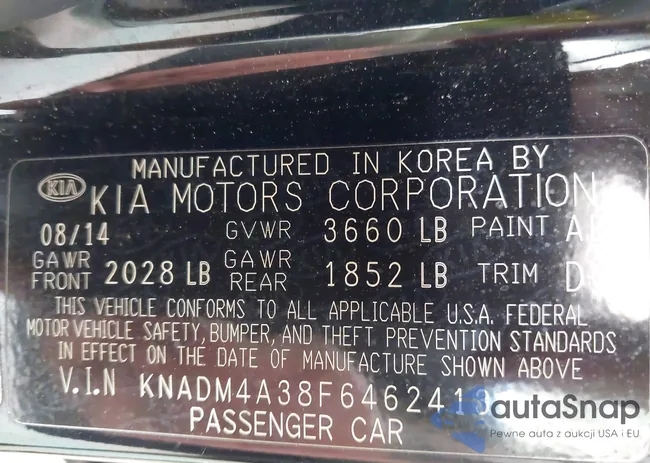 MANUFACTURED IN KOREA BY
KIA KIA MOTORS CORPORATION
08/14 GVWR 3660 LB PAINT
GAWR FRONT 2028 LB GAWR REAR 1852 LB TRIM
THIS VEHICLE CONFORMS TO ALL APPLICABLE U.S.A. FEDERAL
MOTOR VEHICLE SAFETY, BUMPER, AND THEFT PREVENTION STANDARDS
IN EFFECT ON THE DATE OF MANUFACTURE SHOWN ABOVE
V.I.N KNADM4A38F6462413
PASSENGER CAR
autaSnap
Pewne auta z aukcji USA i EU